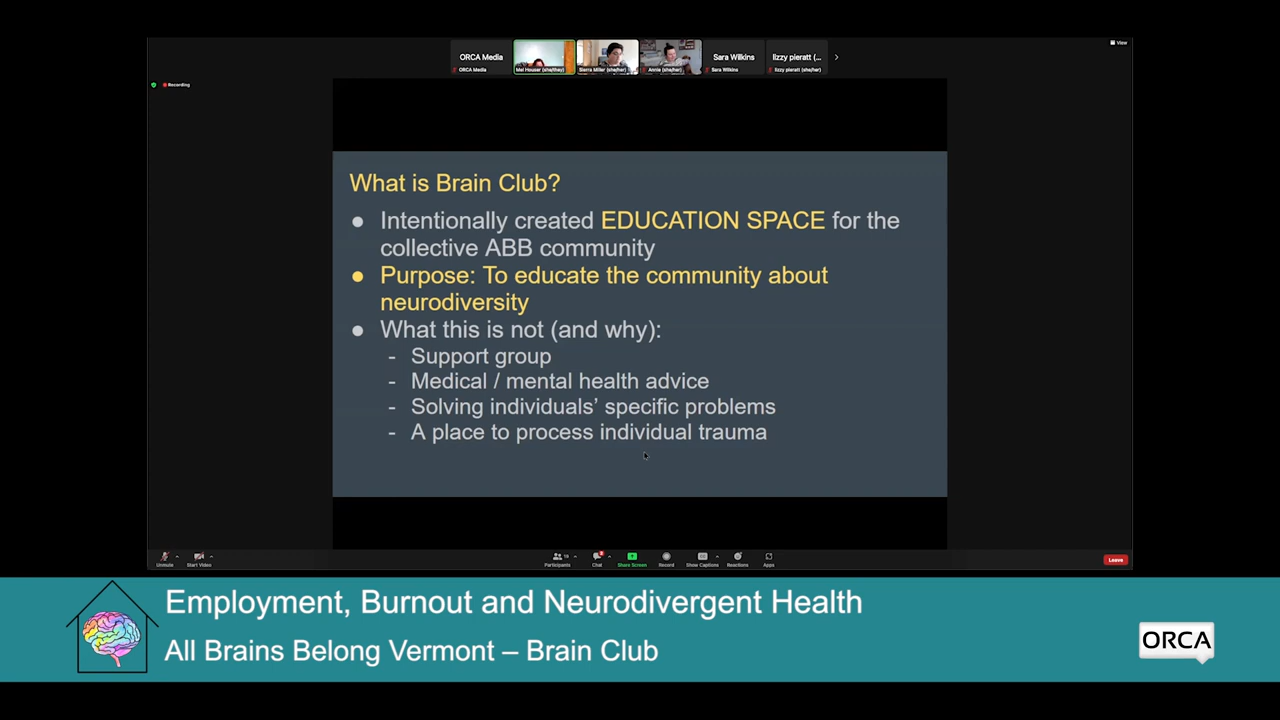 View
ORCA Media
Sara Wilkins
lizzy pieratt (...
ORCA Media
Mel Houser (she/they)
Sierra Miller (she/her)
Annie (she/her)
Sara Wilkins
lizzy pieratt (she/her)
Recording
What is Brain Club?
● Intentionally created EDUCATION SPACE for the
collective ABB community
● Purpose: To educate the community about
neurodiversity
● What this is not (and why):
- Support group
- Medical / mental health advice
- Solving individuals’ specific problems
- A place to process individual trauma
Unmute
Start Video
Participants
Chat
Share Screen
Record
Show Captions
Reactions
Apps
Leave
Employment, Burnout and Neurodivergent Health
All Brains Belong Vermont – Brain Club
ORCA